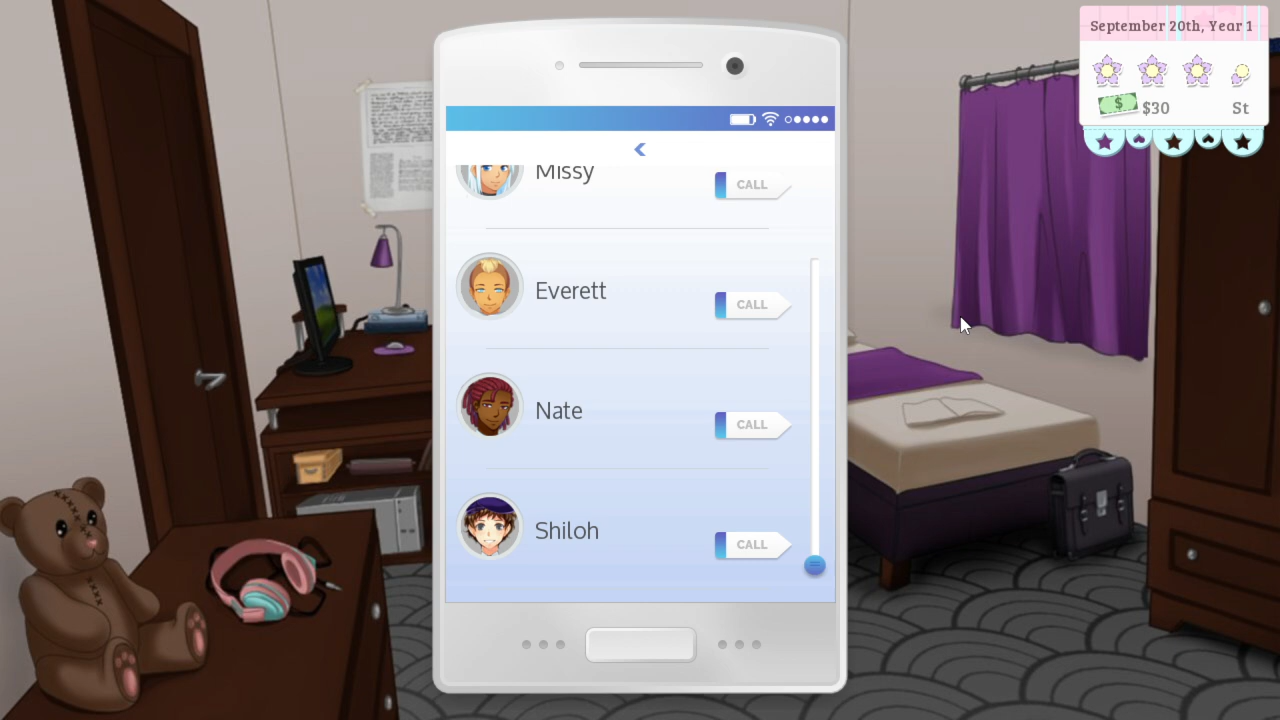 September 20th, Year 1
$
$30
St
Missy
CALL
Everett
CALL
Nate
CALL
Shiloh
CALL